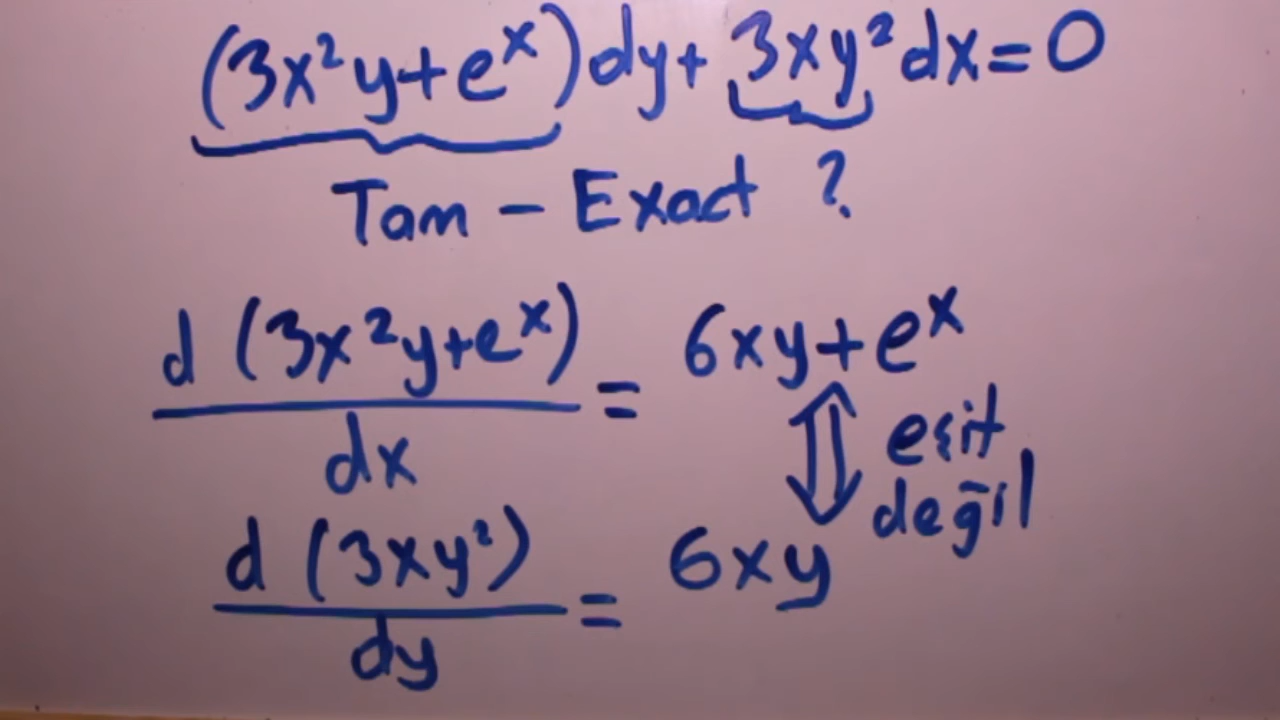 (3x²y+eˣ)dy+3xy²dx=0
Tam - Exact ?
d (3x²y+eˣ)
dx
= 6xy+eˣ
eşit
değil
d (3xy²)
dy
= 6xy